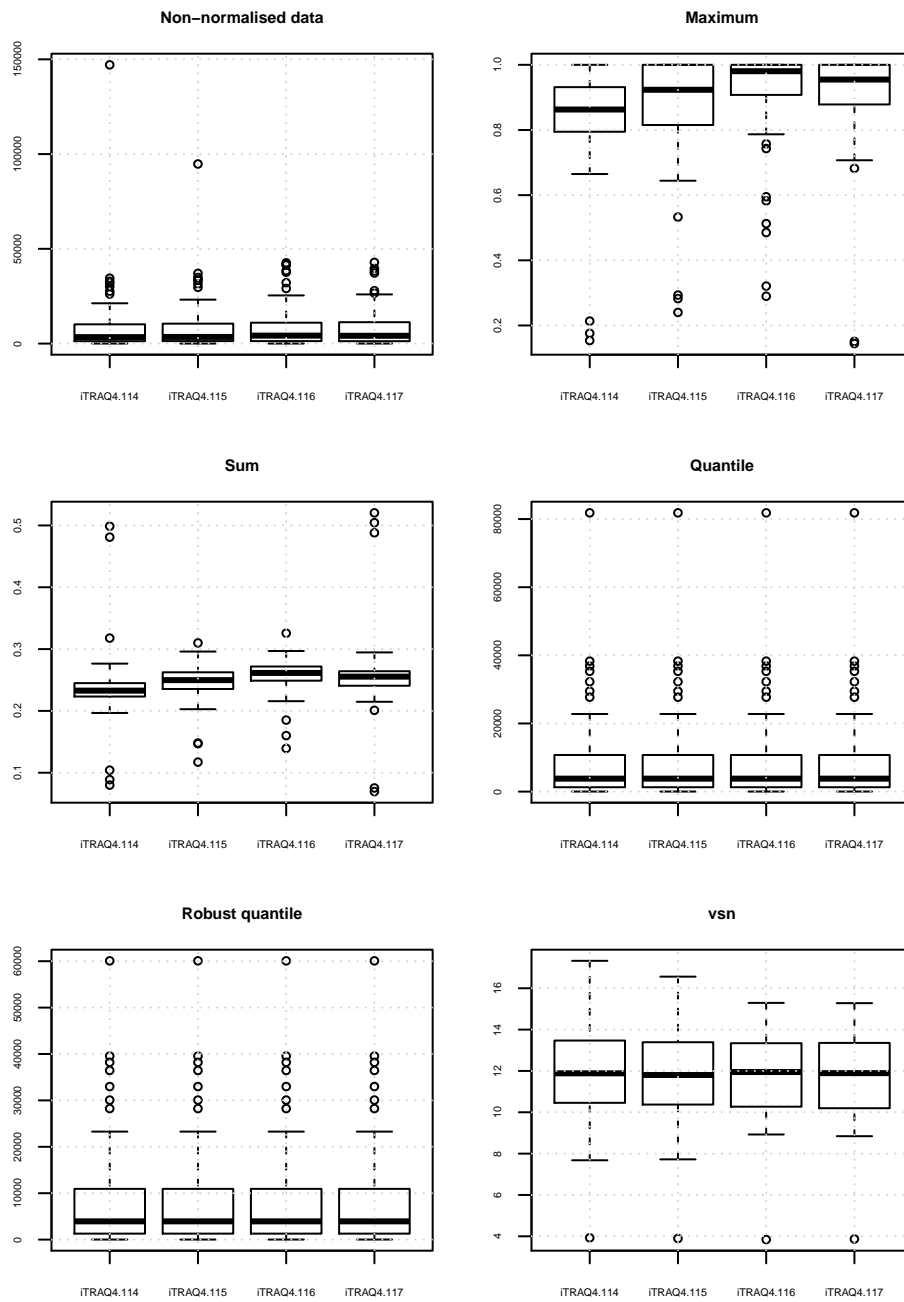 Non−normalised data
150000
100000
50000
0
iTRAQ4.114 iTRAQ4.115 iTRAQ4.116 iTRAQ4.117
Maximum
1.0
0.8
0.6
0.4
0.2
iTRAQ4.114 iTRAQ4.115 iTRAQ4.116 iTRAQ4.117
Sum
0.5
0.4
0.3
0.2
0.1
iTRAQ4.114 iTRAQ4.115 iTRAQ4.116 iTRAQ4.117
Quantile
80000
60000
40000
20000
0
iTRAQ4.114 iTRAQ4.115 iTRAQ4.116 iTRAQ4.117
Robust quantile
60000
50000
40000
30000
20000
10000
0
iTRAQ4.114 iTRAQ4.115 iTRAQ4.116 iTRAQ4.117
vsn
16
14
12
10
8
6
4
iTRAQ4.114 iTRAQ4.115 iTRAQ4.116 iTRAQ4.117